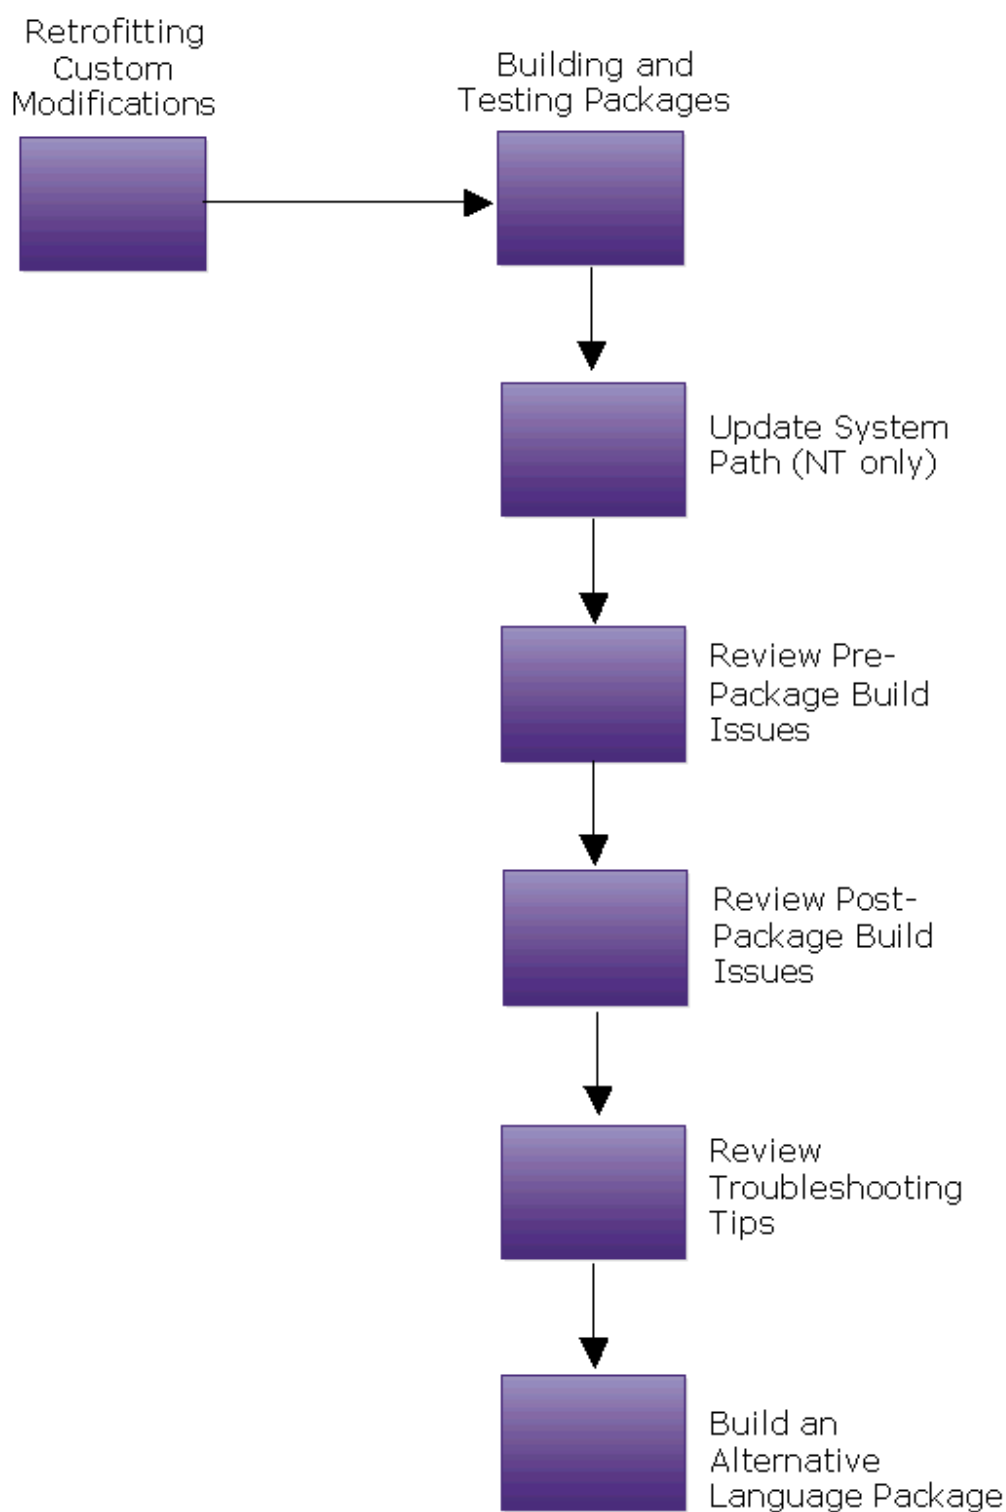 Retrofitting
Custom
Modifications
Building and
Testing Packages
Update System
Path (NT only)
Review Pre-
Package Build
Issues
Review Post-
Package Build
Issues
Review
Troubleshooting
Tips
Build an
Alternative
Language Package